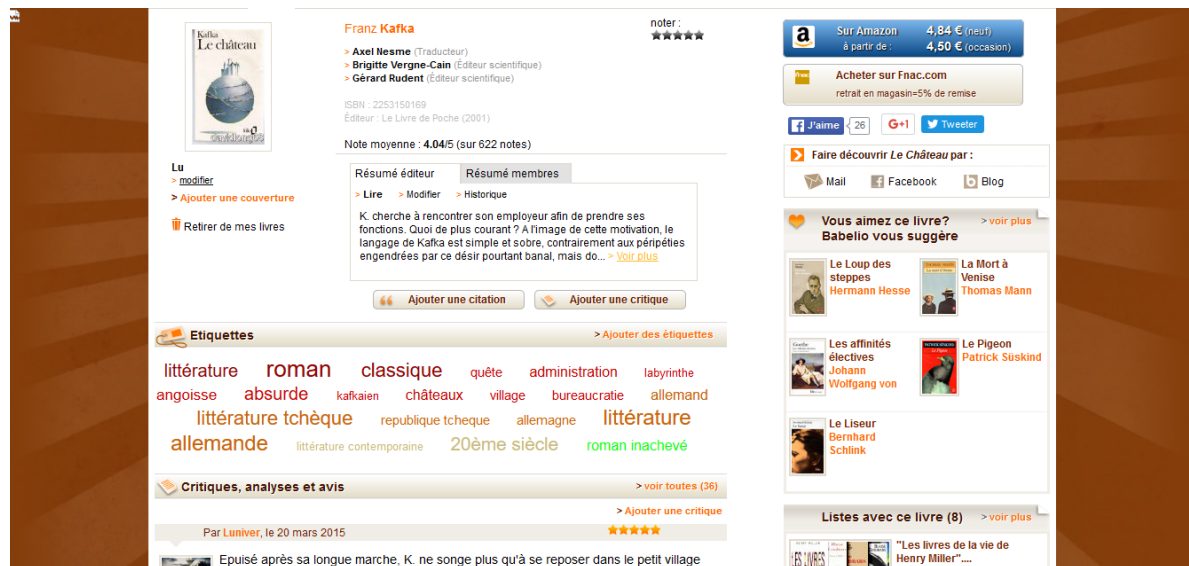 Kafka
Le château
davidlong68
Lu
> modifier
> Ajouter une couverture
Retirer de mes livres
Franz Kafka
> Axel Nesme (Traducteur)
> Brigitte Vergne-Cain (Éditeur scientifique)
> Gérard Rudent (Éditeur scientifique)
ISBN : 2253150169
Éditeur : Le Livre de Poche (2001)
Note moyenne : 4.04/5 (sur 622 notes)
noter :
Résumé éditeur
Résumé membres
> Lire > Modifier > Historique
K. cherche à rencontrer son employeur afin de prendre ses
fonctions. Quoi de plus courant ? A l'image de cette motivation, le
langage de Kafka est simple et sobre, contrairement aux péripéties
engendrées par ce désir pourtant banal, mais do... > Voir plus
Ajouter une citation
Ajouter une critique
Etiquettes
> Ajouter des étiquettes
littérature roman classique quête administration labyrinthe
angoisse absurde kafkaien châteaux village bureaucratie allemand
littérature tchèque republique tcheque allemagne littérature
allemande littérature contemporaine 20ème siècle roman inachevé
Critiques, analyses et avis
> voir toutes (36)
> Ajouter une critique
Par Luniver, le 20 mars 2015
Epuisé après sa longue marche, K. ne songe plus qu'à se reposer dans le petit village
a
Sur Amazon 4,84 € (neuf)
à partir de : 4,50 € (occasion)
fnac
Acheter sur Fnac.com
retrait en magasin=5% de remise
J'aime 26
G+1
Tweeter
Faire découvrir Le Château par :
Mail
Facebook
Blog
Vous aimez ce livre?
Babelio vous suggère
> voir plus
Le Loup des
steppes
Hermann Hesse
La Mort à
Venise
Thomas Mann
Les affinités
électives
Johann
Wolfgang von
Le Pigeon
Patrick Süskind
Le Liseur
Bernhard
Schlink
Listes avec ce livre (8)
> voir plus
"Les livres de la vie de
Henry Miller"....